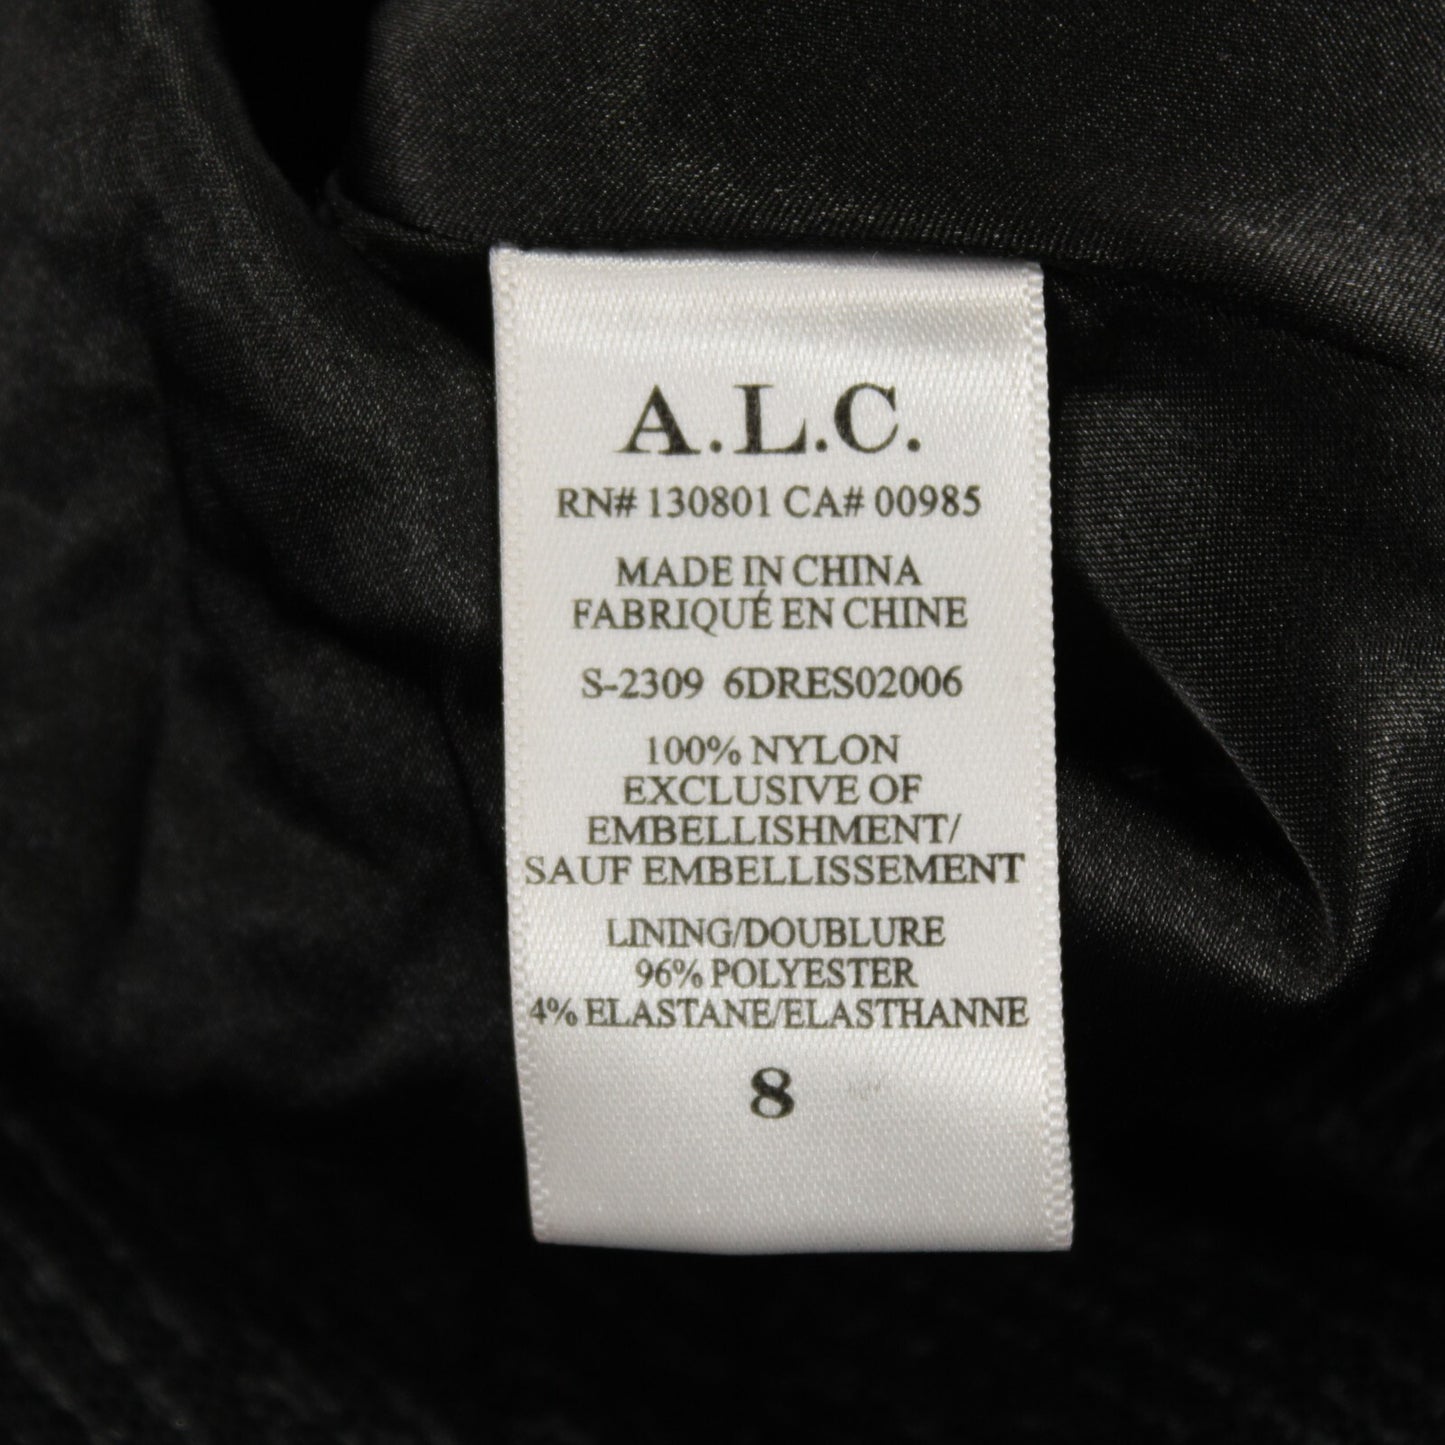 A.L.C.
RN# 130801 CA# 00985
MADE IN CHINA
FABRIQUÉ EN CHINE
S-2309 6DRES02006
100% NYLON
EXCLUSIVE OF
EMBELLISHMENT/
SAUF EMBELLISSEMENT
LINING/DOUBLURE
96% POLYESTER
4% ELASTANE/ELASTHANNE
8